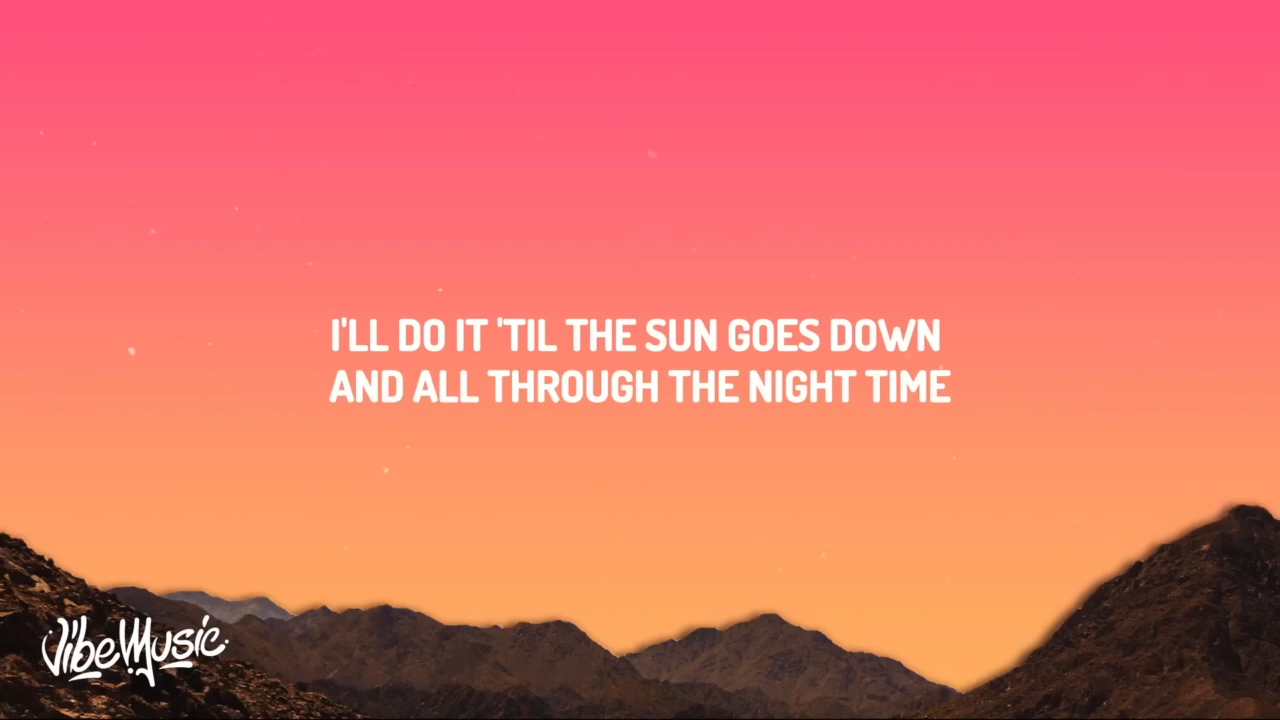 I'LL DO IT 'TIL THE SUN GOES DOWN
AND ALL THROUGH THE NIGHT TIME
VibeMusic